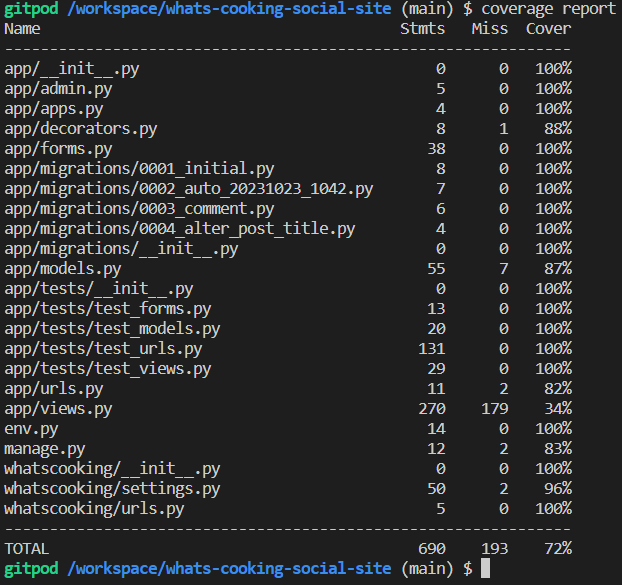 gitpod /workspace/whats-cooking-social-site (main) $ coverage report
Name                                        Stmts   Miss  Cover
---------------------------------------------------------------
app/__init__.py                                 0      0   100%
app/admin.py                                    5      0   100%
app/apps.py                                     4      0   100%
app/decorators.py                               8      1    88%
app/forms.py                                   38      0   100%
app/migrations/0001_initial.py                  8      0   100%
app/migrations/0002_auto_20231023_1042.py       7      0   100%
app/migrations/0003_comment.py                  6      0   100%
app/migrations/0004_alter_post_title.py         4      0   100%
app/migrations/__init__.py                      0      0   100%
app/models.py                                  55      7    87%
app/tests/__init__.py                           0      0   100%
app/tests/test_forms.py                        13      0   100%
app/tests/test_models.py                       20      0   100%
app/tests/test_urls.py                        131      0   100%
app/tests/test_views.py                        29      0   100%
app/urls.py                                    11      2    82%
app/views.py                                  270    179    34%
env.py                                         14      0   100%
manage.py                                      12      2    83%
whatscooking/__init__.py                        0      0   100%
whatscooking/settings.py                       50      2    96%
whatscooking/urls.py                            5      0   100%
---------------------------------------------------------------
TOTAL                                         690    193    72%
gitpod /workspace/whats-cooking-social-site (main) $